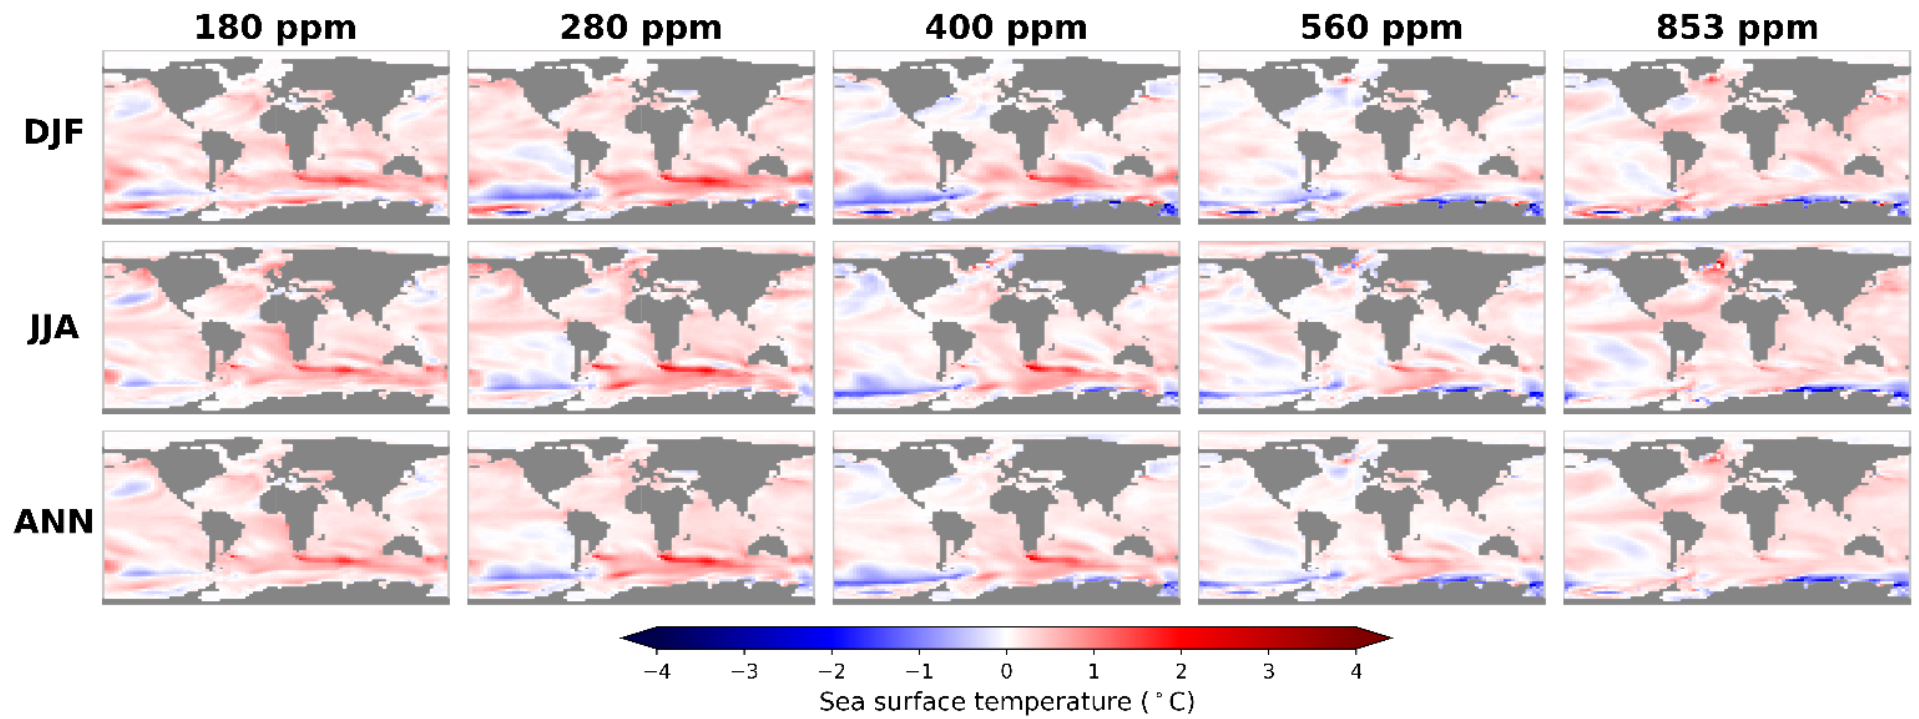 180 ppm 280 ppm 400 ppm 560 ppm 853 ppm
DJF
JJA
ANN
−4 −3 −2 −1 0 1 2 3 4
Sea surface temperature (°C)